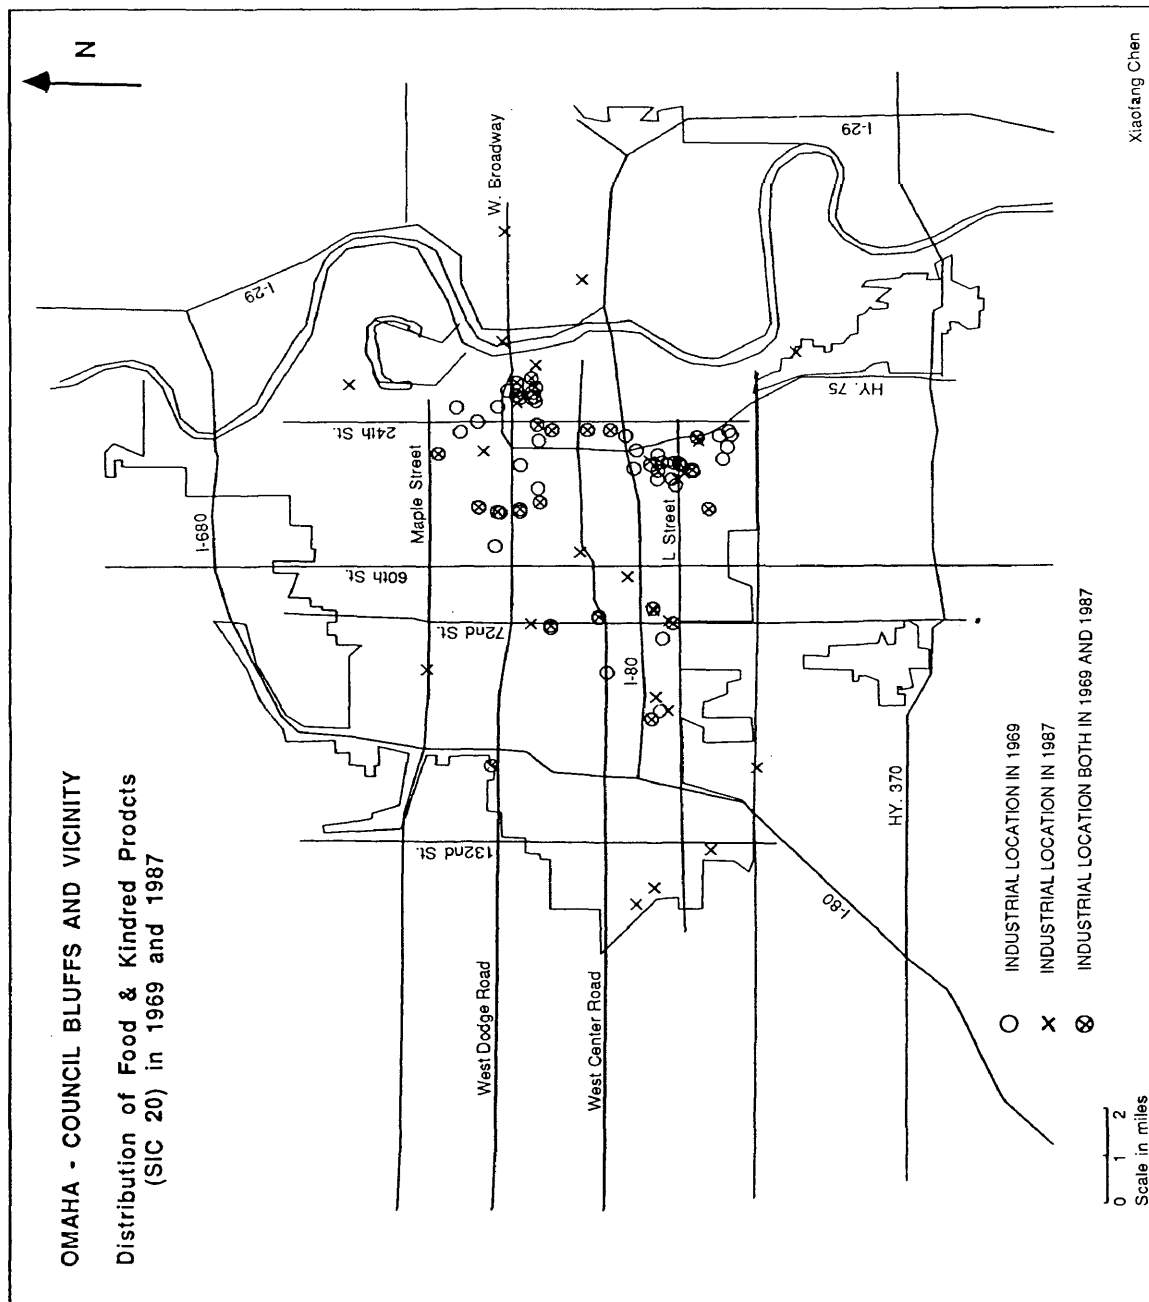 OMAHA - COUNCIL BLUFFS AND VICINITY
Distribution of Food & Kindred Prodcts
(SIC 20) in 1969 and 1987
N
I-680
I-29
Maple Street
24th St.
60th St.
72nd St.
132nd St.
W. Broadway
West Dodge Road
West Center Road
I-80
L Street
HY. 75
I-29
HY. 370
I-80
INDUSTRIAL LOCATION IN 1969
INDUSTRIAL LOCATION IN 1987
INDUSTRIAL LOCATION BOTH IN 1969 AND 1987
0 1 2
Scale in miles
Xiaofang Chen